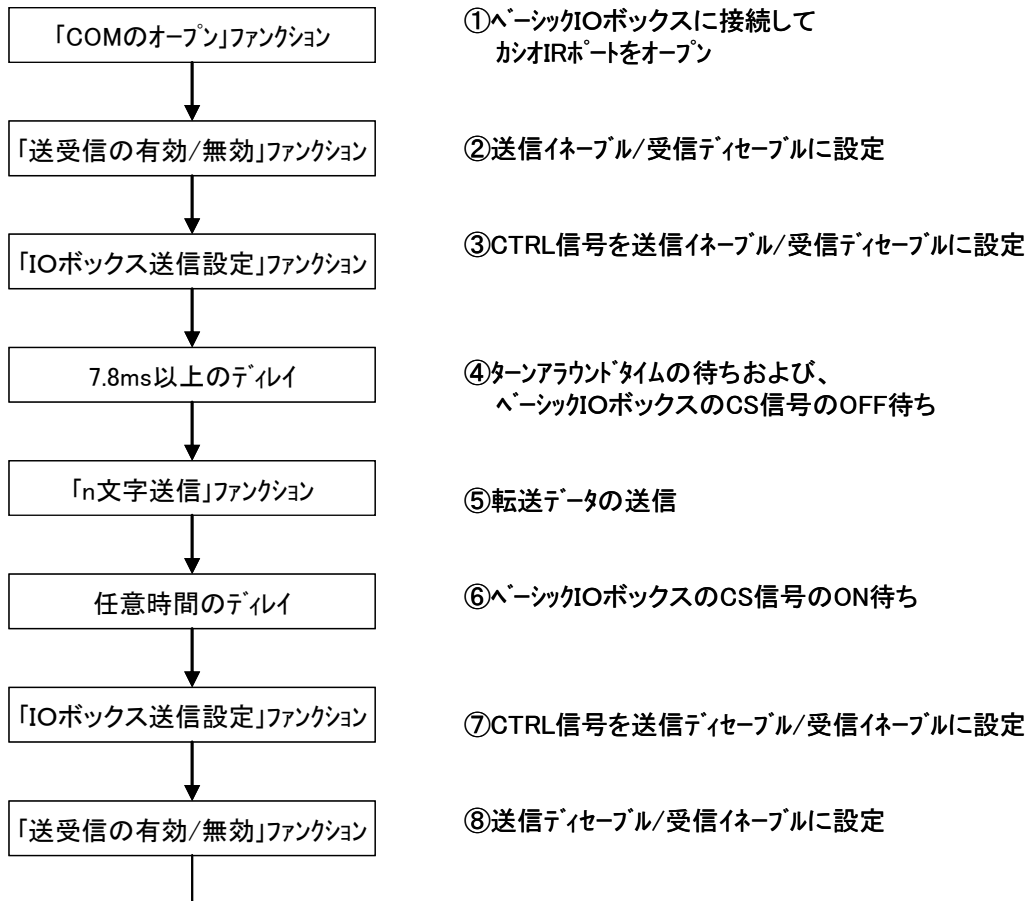 「COMのオープン」ファンクション
①ﾍﾞｰｼｯｸIOボックスに接続して
ｶｼｵIRﾎﾟｰﾄをオープン
「送受信の有効/無効」ﾌｧﾝｸｼｮﾝ
②送信ｲﾈｰﾌﾞﾙ/受信ﾃﾞｨｾｰﾌﾞﾙに設定
「IOボックス送信設定」ﾌｧﾝｸｼｮﾝ
③CTRL信号を送信ｲﾈｰﾌﾞﾙ/受信ﾃﾞｨｾｰﾌﾞﾙに設定
7.8ms以上のﾃﾞｨﾚｲ
④ﾀｰﾝｱﾗｳﾝﾄﾞﾀｲﾑの待ちおよび、
ﾍﾞｰｼｯｸIOボックスのCS信号のOFF待ち
「n文字送信」ﾌｧﾝｸｼｮﾝ
⑤転送ﾃﾞｰﾀの送信
任意時間のﾃﾞｨﾚｲ
⑥ﾍﾞｰｼｯｸIOボックスのCS信号のON待ち
「IOボックス送信設定」ﾌｧﾝｸｼｮﾝ
⑦CTRL信号を送信ﾃﾞｨｾｰﾌﾞﾙ/受信ｲﾈｰﾌﾞﾙに設定
「送受信の有効/無効」ﾌｧﾝｸｼｮﾝ
⑧送信ﾃﾞｨｾｰﾌﾞﾙ/受信ｲﾈｰﾌﾞﾙに設定